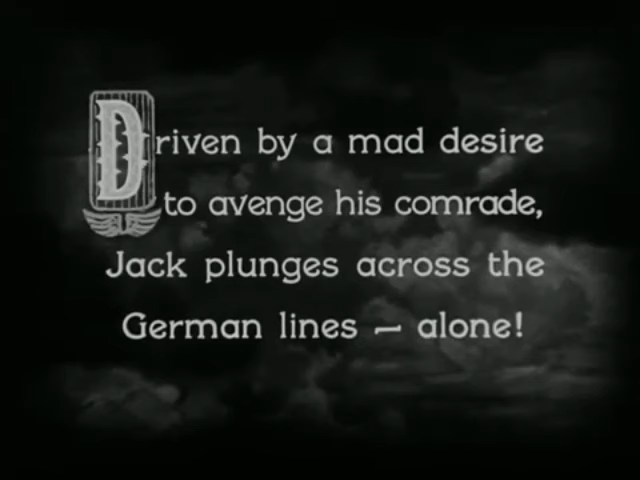 Driven by a mad desire
to avenge his comrade,
Jack plunges across the
German lines — alone!